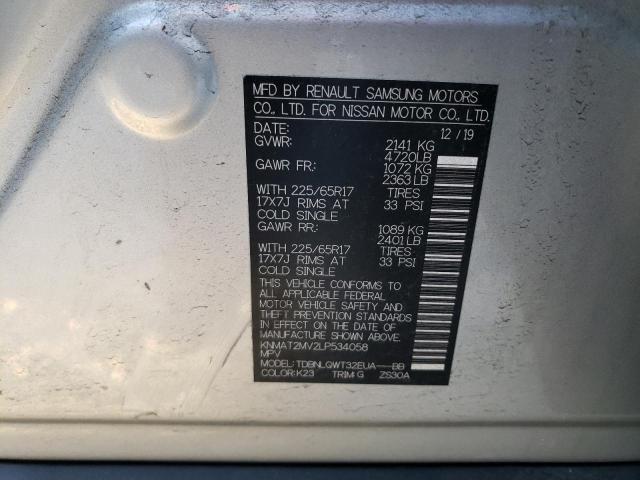 MFD BY RENAULT SAMSUNG MOTORS
CO., LTD. FOR NISSAN MOTOR CO., LTD.
DATE: 12 / 19
GVWR: 2141 KG
4720LB
GAWR FR: 1072 KG
2363 LB
WITH 225/65R17 TIRES
17X7J RIMS AT 33 PSI
COLD SINGLE
GAWR RR: 1089 KG
2401 LB
WITH 225/65R17 TIRES
17X7J RIMS AT 33 PSI
COLD SINGLE
THIS VEHICLE CONFORMS TO
ALL APPLICABLE FEDERAL
MOTOR VEHICLE SAFETY AND
THEFT PREVENTION STANDARDS
IN EFFECT ON THE DATE OF
MANUFACTURE SHOWN ABOVE.
KNMAT2MV2LP534058
MPV
MODEL: TDBNLQWT32EUA---BB
COLOR:K23 TRIM:G ZS30A